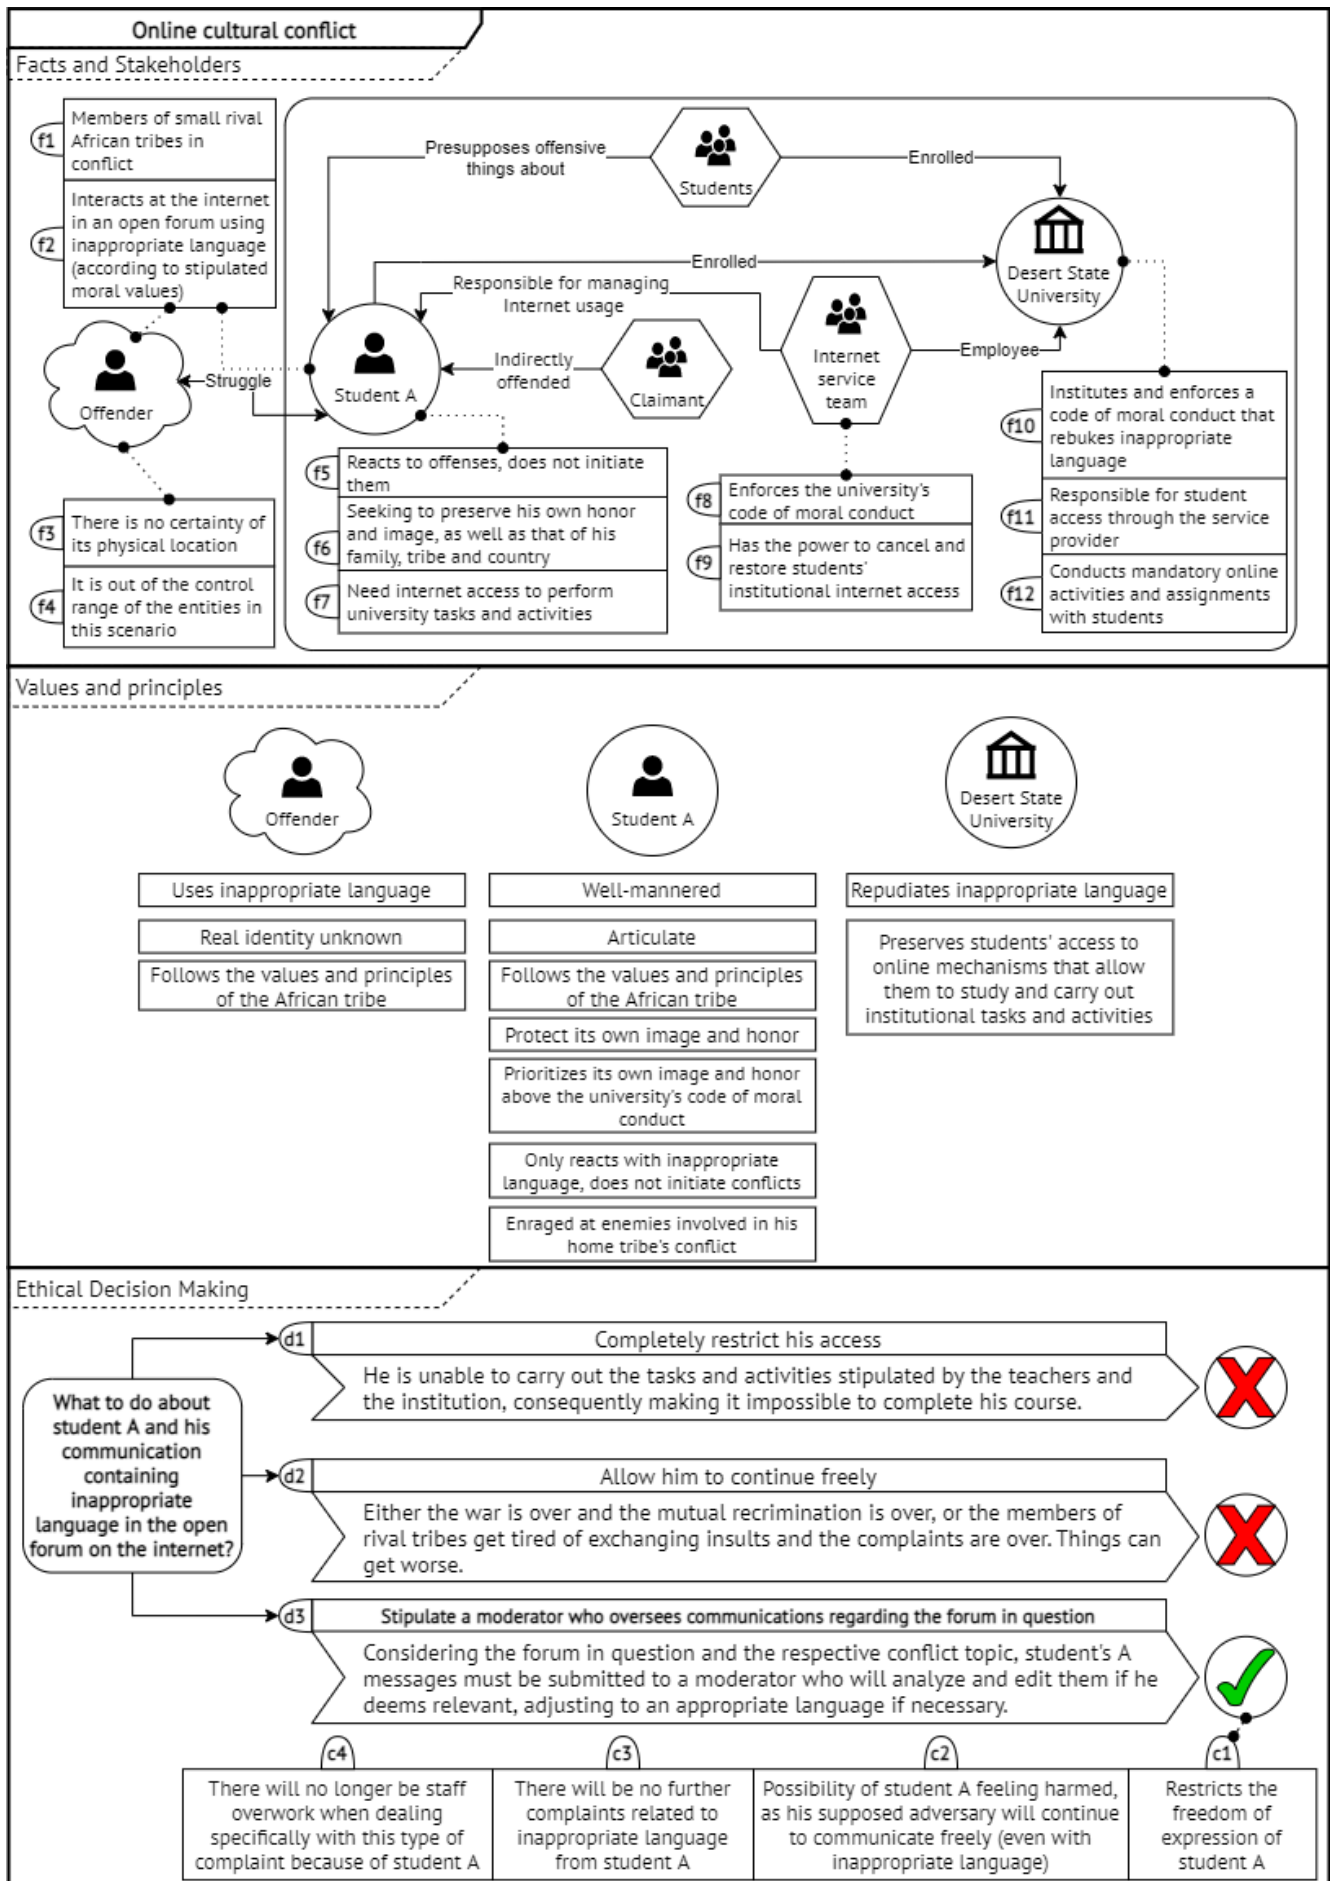 Online cultural conflict
Facts and Stakeholders
f1
Members of small rival
African tribes in
conflict
f2
Interacts at the internet
in an open forum using
inappropriate language
(according to stipulated
moral values)
Offender
f3
There is no certainty of
its physical location
f4
It is out of the control
range of the entities in
this scenario
Struggle
Presupposes offensive
things about
Students
Enrolled
Enrolled
Responsible for managing
Internet usage
Student A
Indirectly
offended
Claimant
Internet
service
team
Employee
Desert State
University
f5
Reacts to offenses, does not initiate
them
f6
Seeking to preserve his own honor
and image, as well as that of his
family, tribe and country
f7
Need internet access to perform
university tasks and activities
f8
Enforces the university's
code of moral conduct
f9
Has the power to cancel and
restore students'
institutional internet access
f10
Institutes and enforces a
code of moral conduct that
rebukes inappropriate
language
f11
Responsible for student
access through the service
provider
f12
Conducts mandatory online
activities and assignments
with students
Values and principles
Offender
Uses inappropriate language
Real identity unknown
Follows the values and principles
of the African tribe
Student A
Well-mannered
Articulate
Follows the values and principles
of the African tribe
Protect its own image and honor
Prioritizes its own image and honor
above the university's code of moral
conduct
Only reacts with inappropriate
language, does not initiate conflicts
Enraged at enemies involved in his
home tribe's conflict
Desert State
University
Repudiates inappropriate language
Preserves students' access to
online mechanisms that allow
them to study and carry out
institutional tasks and activities
Ethical Decision Making
What to do about
student A and his
communication
containing
inappropriate
language in the open
forum on the internet?
d1
Completely restrict his access
He is unable to carry out the tasks and activities stipulated by the teachers and
the institution, consequently making it impossible to complete his course.
d2
Allow him to continue freely
Either the war is over and the mutual recrimination is over, or the members of
rival tribes get tired of exchanging insults and the complaints are over. Things can
get worse.
d3
Stipulate a moderator who oversees communications regarding the forum in question
Considering the forum in question and the respective conflict topic, student's A
messages must be submitted to a moderator who will analyze and edit them if he
deems relevant, adjusting to an appropriate language if necessary.
c4
There will no longer be staff
overwork when dealing
specifically with this type of
complaint because of student A
c3
There will be no further
complaints related to
inappropriate language
from student A
c2
Possibility of student A feeling harmed,
as his supposed adversary will continue
to communicate freely (even with
inappropriate language)
c1
Restricts the
freedom of
expression of
student A